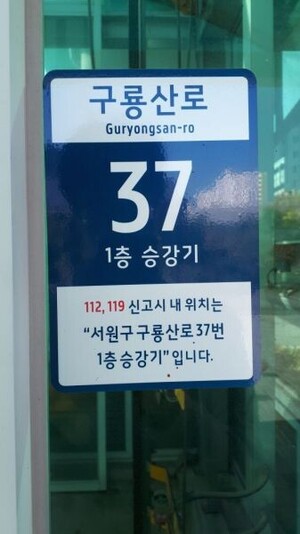 구룡산로
Guryongsan-ro
37
1층 승강기
112, 119 신고시 내 위치는
“서원구 구룡산로 37번
1층 승강기”입니다.